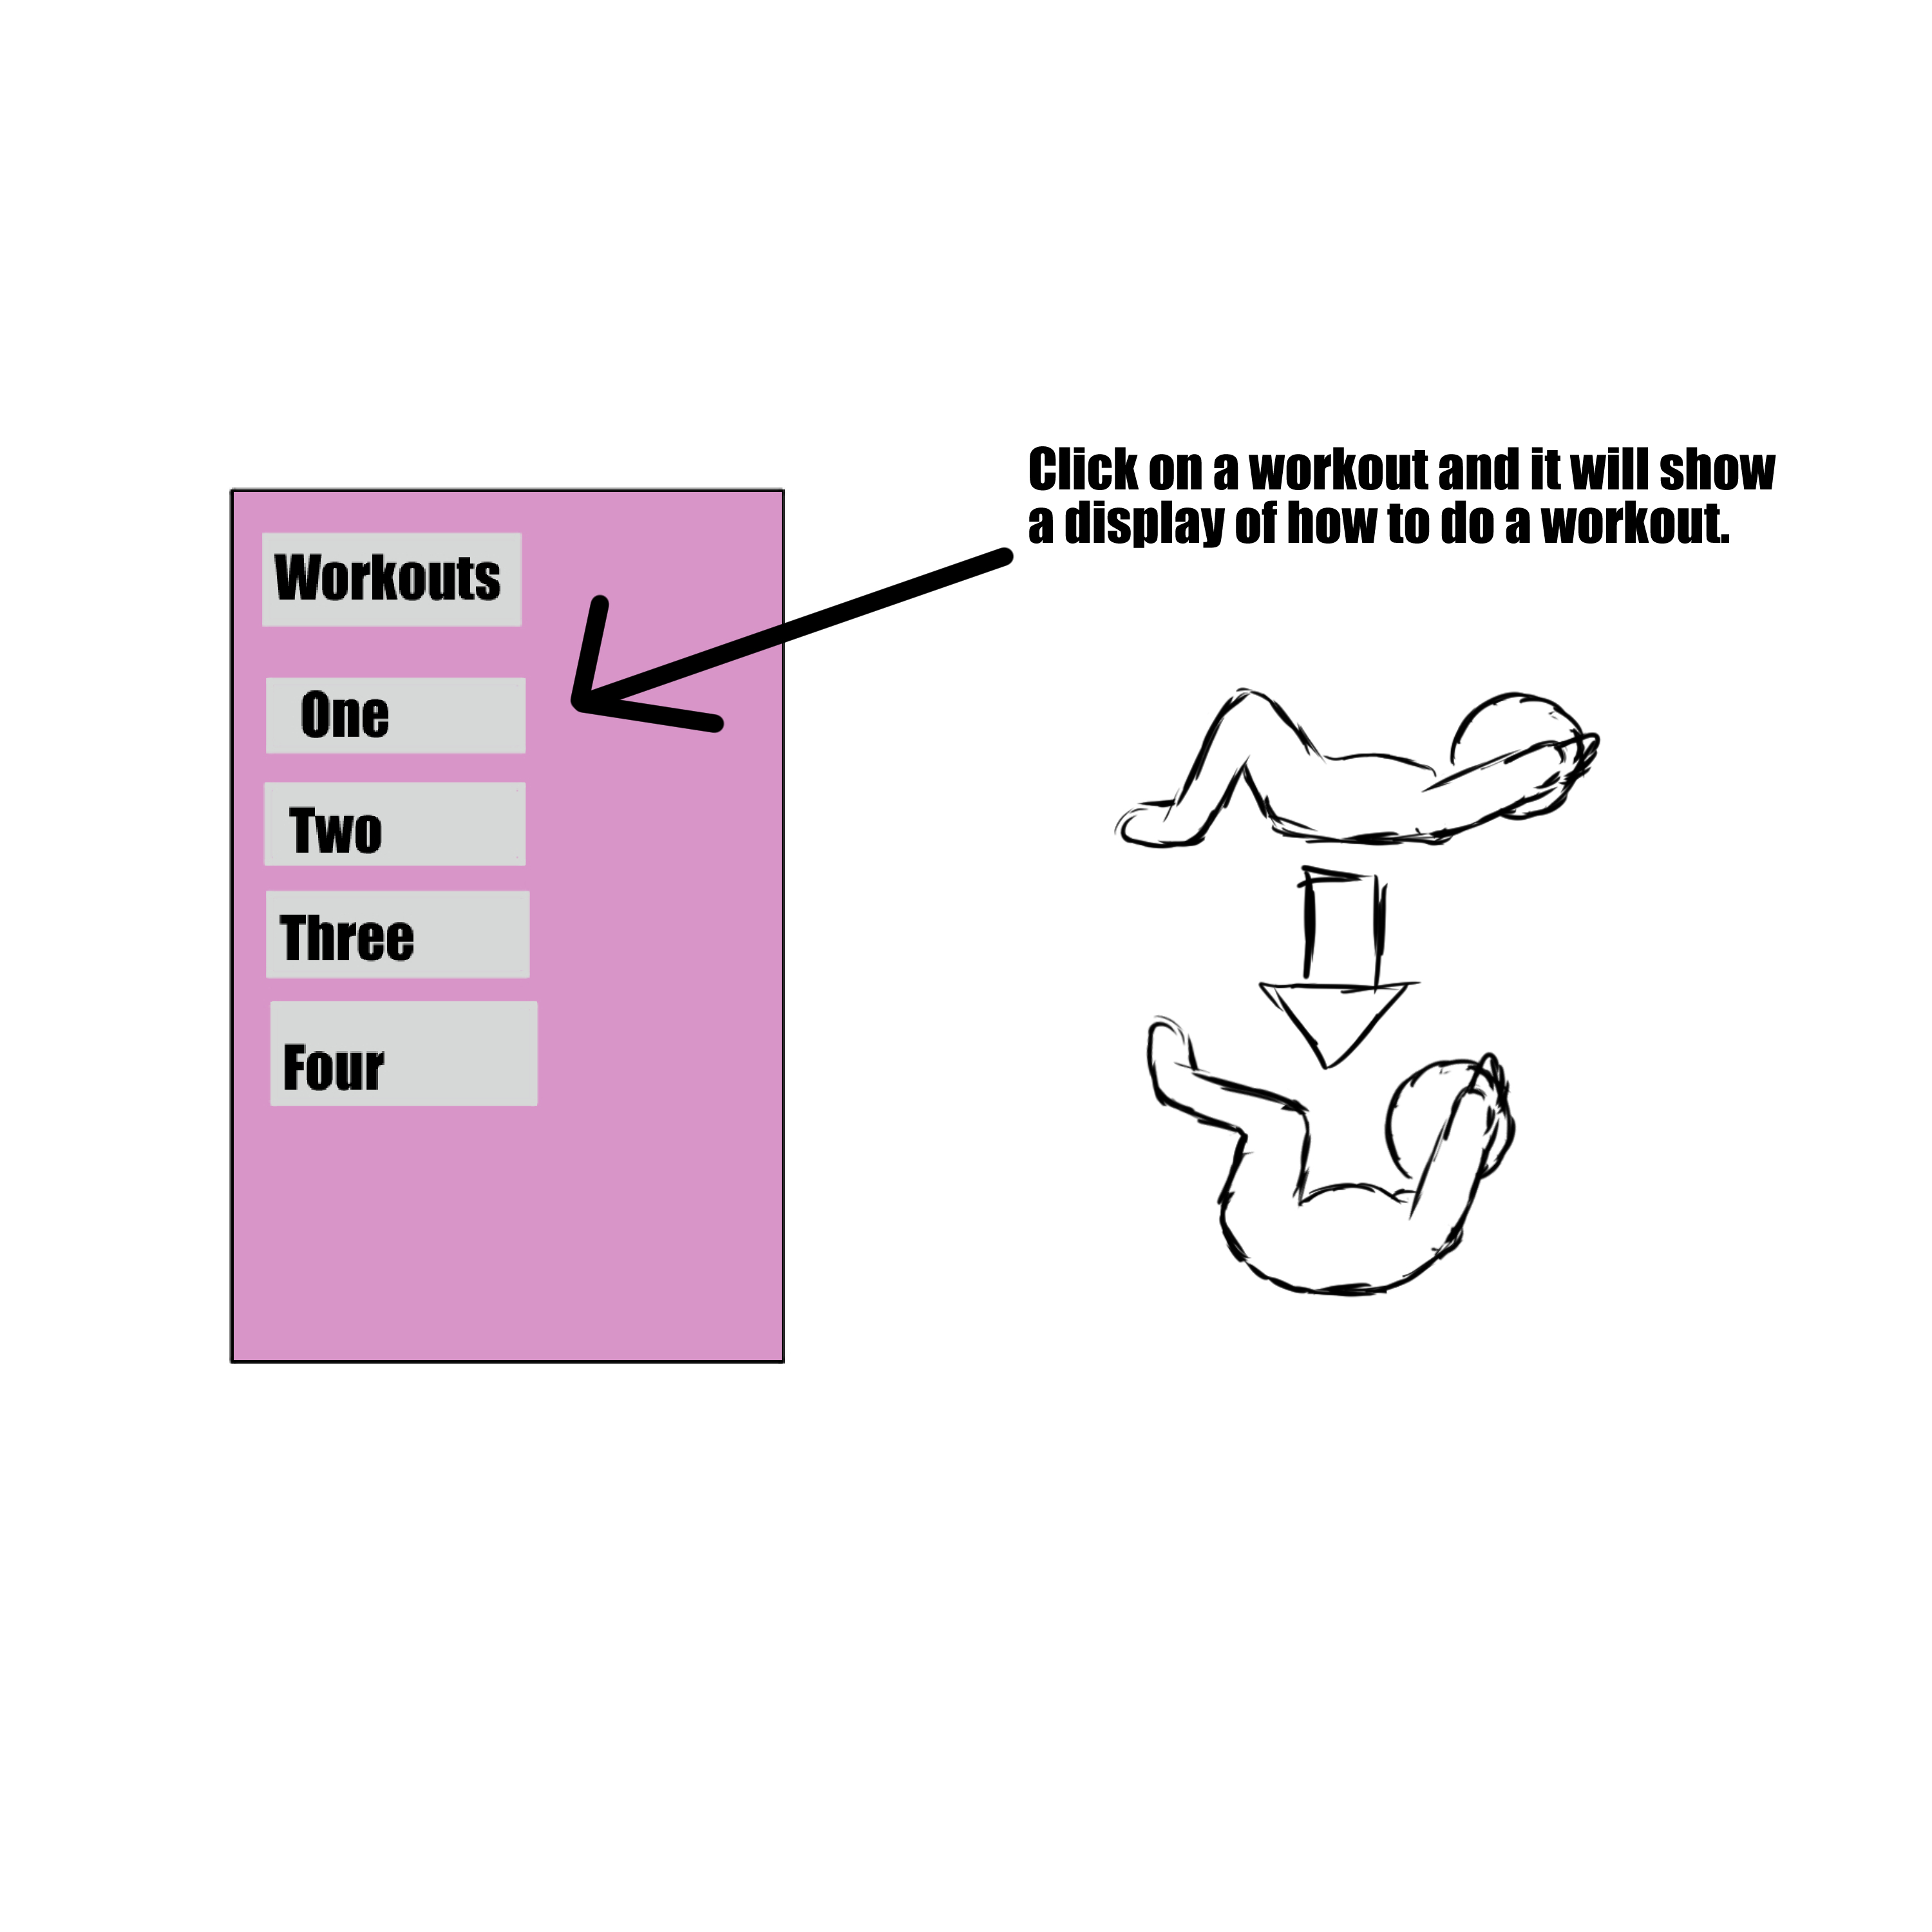 Click on a workout and it will show
a display of how to do a workout.
Workouts
One
Two
Three
Four